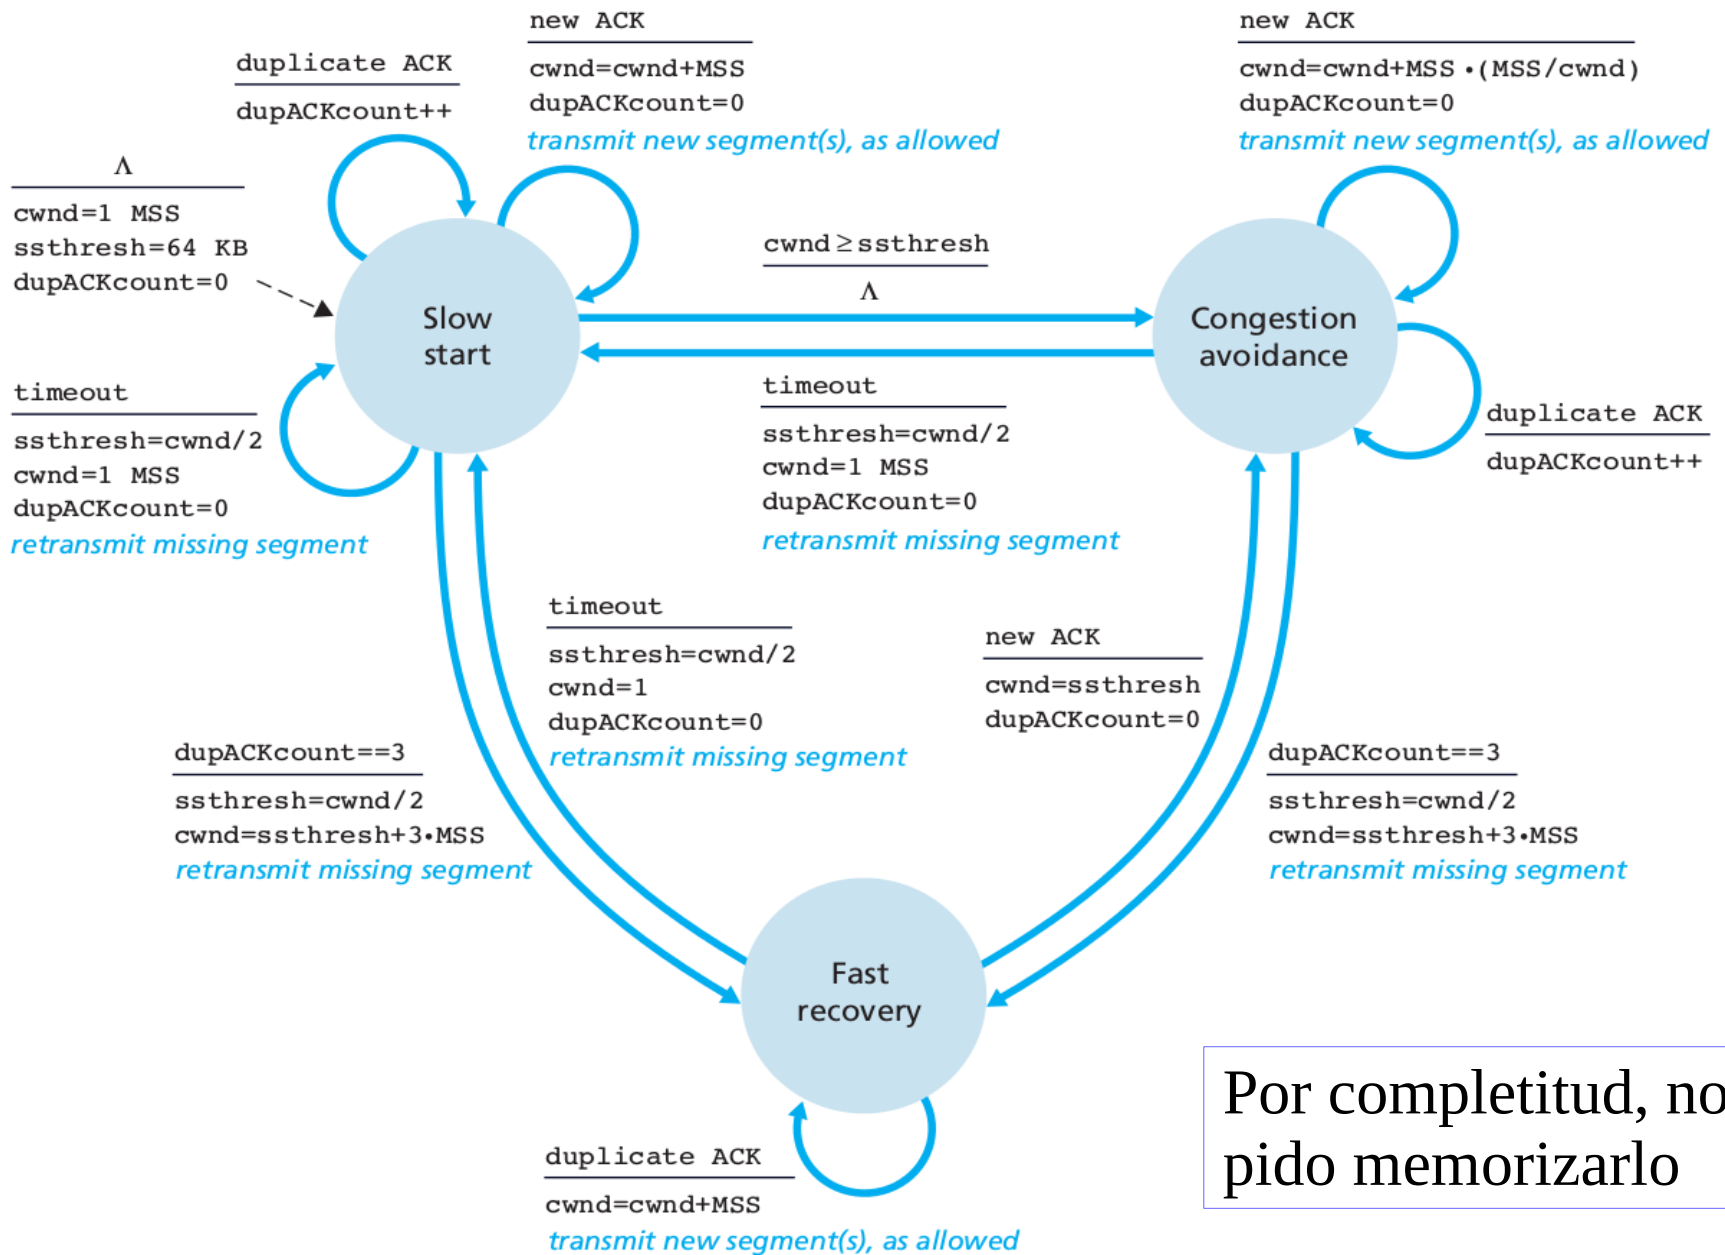 new ACK
cwnd=cwnd+MSS
dupACKcount=0
transmit new segment(s), as allowed
new ACK
cwnd=cwnd+MSS •(MSS/cwnd)
dupACKcount=0
transmit new segment(s), as allowed
duplicate ACK
dupACKcount++
Λ
cwnd=1 MSS
ssthresh=64 KB
dupACKcount=0
cwnd≥ssthresh
Λ
Slow
start
Congestion
avoidance
timeout
ssthresh=cwnd/2
cwnd=1 MSS
dupACKcount=0
retransmit missing segment
timeout
ssthresh=cwnd/2
cwnd=1 MSS
dupACKcount=0
retransmit missing segment
duplicate ACK
dupACKcount++
timeout
ssthresh=cwnd/2
cwnd=1
dupACKcount=0
retransmit missing segment
new ACK
cwnd=ssthresh
dupACKcount=0
dupACKcount==3
ssthresh=cwnd/2
cwnd=ssthresh+3•MSS
retransmit missing segment
dupACKcount==3
ssthresh=cwnd/2
cwnd=ssthresh+3•MSS
retransmit missing segment
Fast
recovery
duplicate ACK
cwnd=cwnd+MSS
transmit new segment(s), as allowed
Por completitud, no
pido memorizarlo